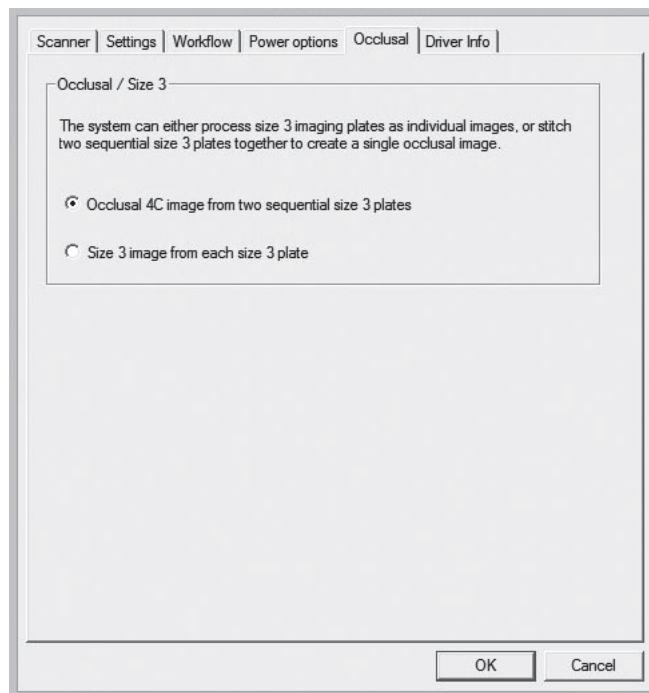 Scanner Settings Workflow Power options Occlusal Driver Info
Occlusal / Size 3
The system can either process size 3 imaging plates as individual images, or stitch
two sequential size 3 plates together to create a single occlusal image.
Occlusal 4C image from two sequential size 3 plates
Size 3 image from each size 3 plate
OK Cancel